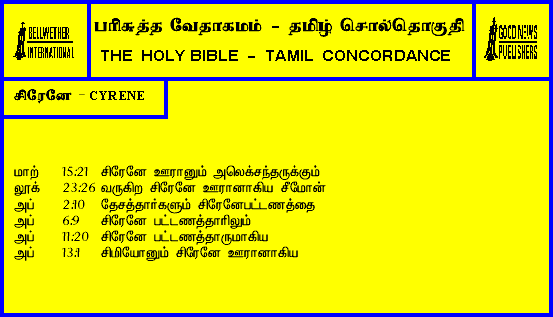 BELLWETHER
INTERNATIONAL
பரிசுத்த வேதாகமம் - தமிழ் சொல்தொகுதி
THE HOLY BIBLE - TAMIL CONCORDANCE
GOOD NEWS
PUBLISHERS
சிரேனே - CYRENE
மாற் 15:21 சிரேனே ஊரானும் அலெக்சந்தருக்கும்
லூக் 23:26 வருகிற சிரேனே ஊரானாகிய சீமோன்
அப் 2:10 தேசத்தார்களும் சிரேனேபட்டணத்தை
அப் 6:9 சிரேனே பட்டணத்தாரிலும்
அப் 11:20 சிரேனே பட்டணத்தாருமாகிய
அப் 13:1 சிமியோனும் சிரேனே ஊரானாகிய